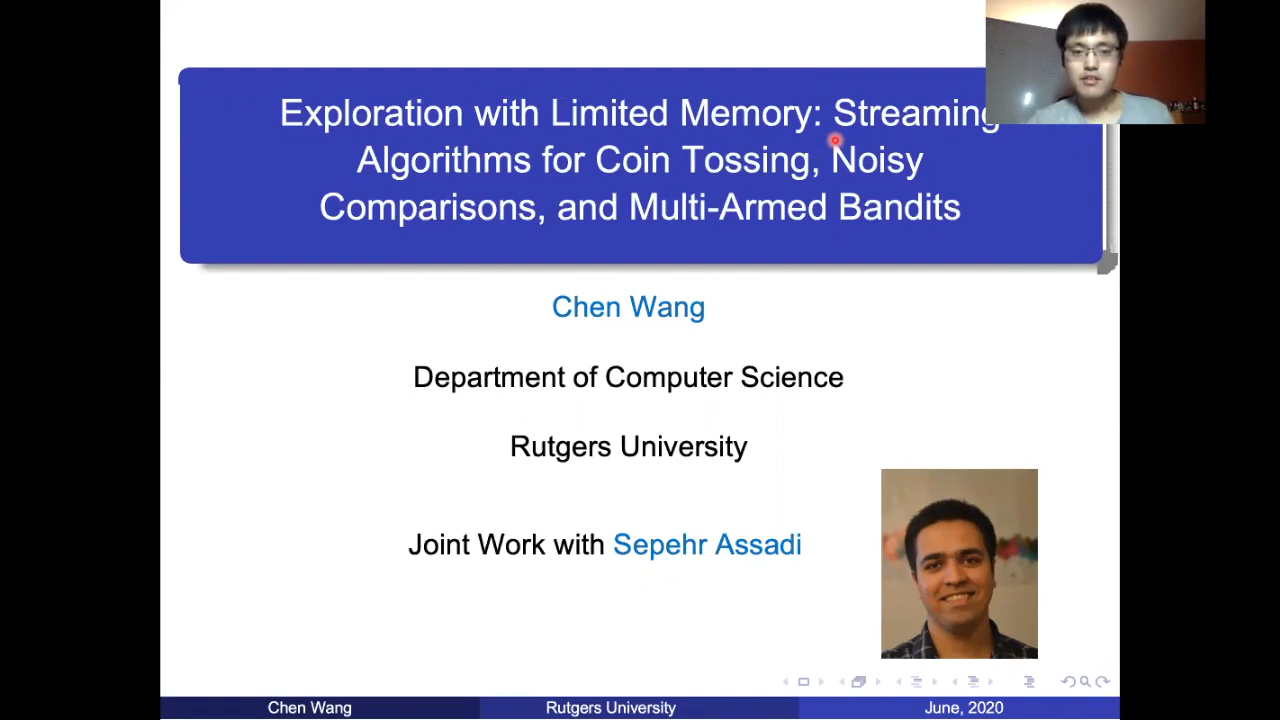 Exploration with Limited Memory: Streaming
Algorithms for Coin Tossing, Noisy
Comparisons, and Multi-Armed Bandits
Chen Wang
Department of Computer Science
Rutgers University
Joint Work with Sepehr Assadi
Chen Wang
Rutgers University
June, 2020